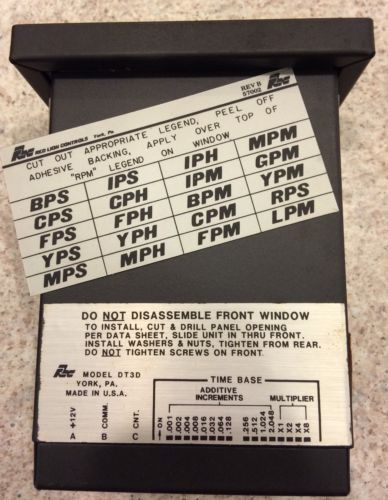 RLC RED LION CONTROLS York, Pa.
REV B
57002
CUT OUT APPROPRIATE LEGEND, PEEL OFF
ADHESIVE BACKING, APPLY OVER TOP OF
"RPM" LEGEND ON WINDOW
BPS IPS IPH MPM
CPS CPH IPM GPM
FPS FPH BPM YPM
YPS YPH CPM RPS
MPS MPH FPM LPM
DO NOT DISASSEMBLE FRONT WINDOW
TO INSTALL, CUT & DRILL PANEL OPENING
PER DATA SHEET, SLIDE UNIT IN THRU FRONT.
INSTALL WASHERS & NUTS, TIGHTEN FROM REAR.
DO NOT TIGHTEN SCREWS ON FRONT.
RLC MODEL DT3D
YORK, PA.
MADE IN U.S.A.
TIME BASE
ADDITIVE INCREMENTS
MULTIPLIER
+12V COMM. CNT.
A B C
ON
.001 .002 .004 .008 .016 .032 .064 .128 .256 .512 1.024 2.048 X1 X2 X4 X8